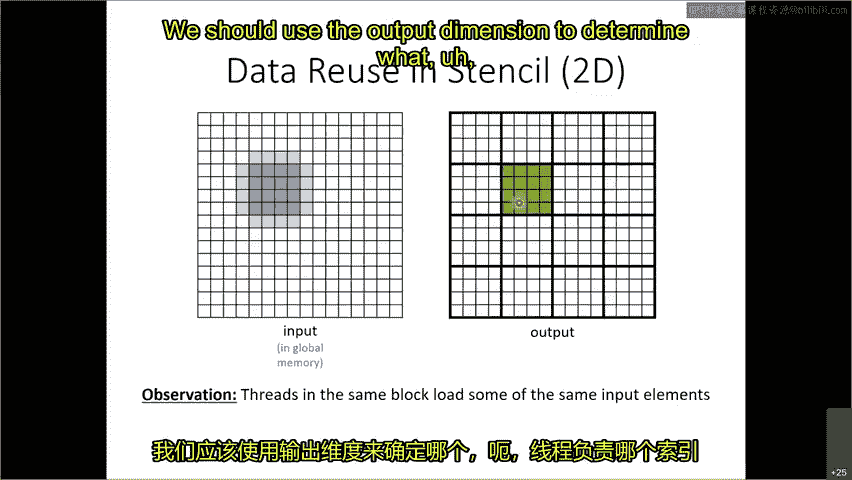 We should use the output dimension to determine
what, uh,
Data Reuse in Stencil (2D)
input
(in global
memory)
output
Observation: Threads in the same block load some of the same input elements
我们应该使用输出维度来确定哪个，呃，线程负责哪个索引
+25